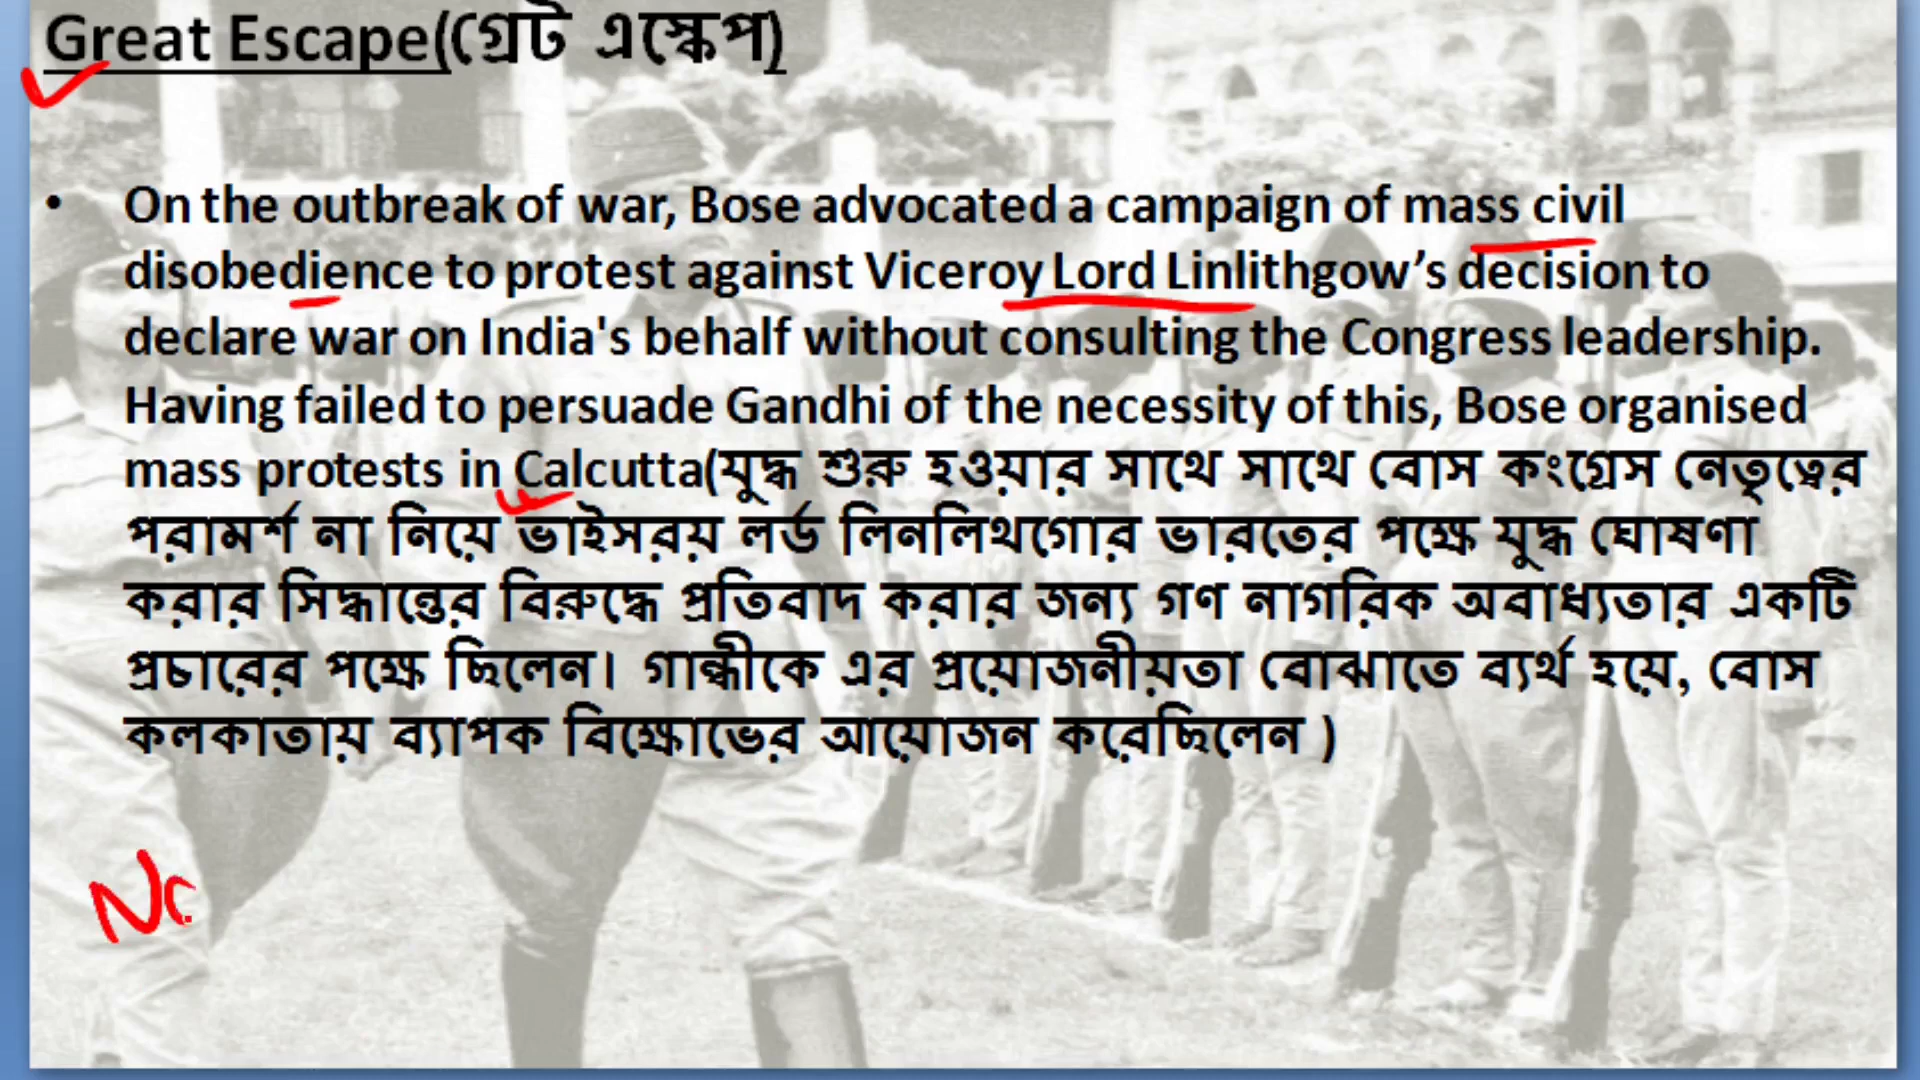 Great Escape(গ্রেট এস্কেপ)
• On the outbreak of war, Bose advocated a campaign of mass civil
disobedience to protest against Viceroy Lord Linlithgow’s decision to
declare war on India's behalf without consulting the Congress leadership.
Having failed to persuade Gandhi of the necessity of this, Bose organised
mass protests in Calcutta(যুদ্ধ শুরু হওয়ার সাথে সাথে বোস কংগ্রেস নেতৃত্বের
পরামর্শ না নিয়ে ভাইসরয় লর্ড লিনলিথগোর ভারতের পক্ষে যুদ্ধ ঘোষণা
করার সিদ্ধান্তের বিরুদ্ধে প্রতিবাদ করার জন্য গণ নাগরিক অবাধ্যতার একটি
প্রচারের পক্ষে ছিলেন। গান্ধীকে এর প্রয়োজনীয়তা বোঝাতে ব্যর্থ হয়ে, বোস
কলকাতায় ব্যাপক বিক্ষোভের আয়োজন করেছিলেন )